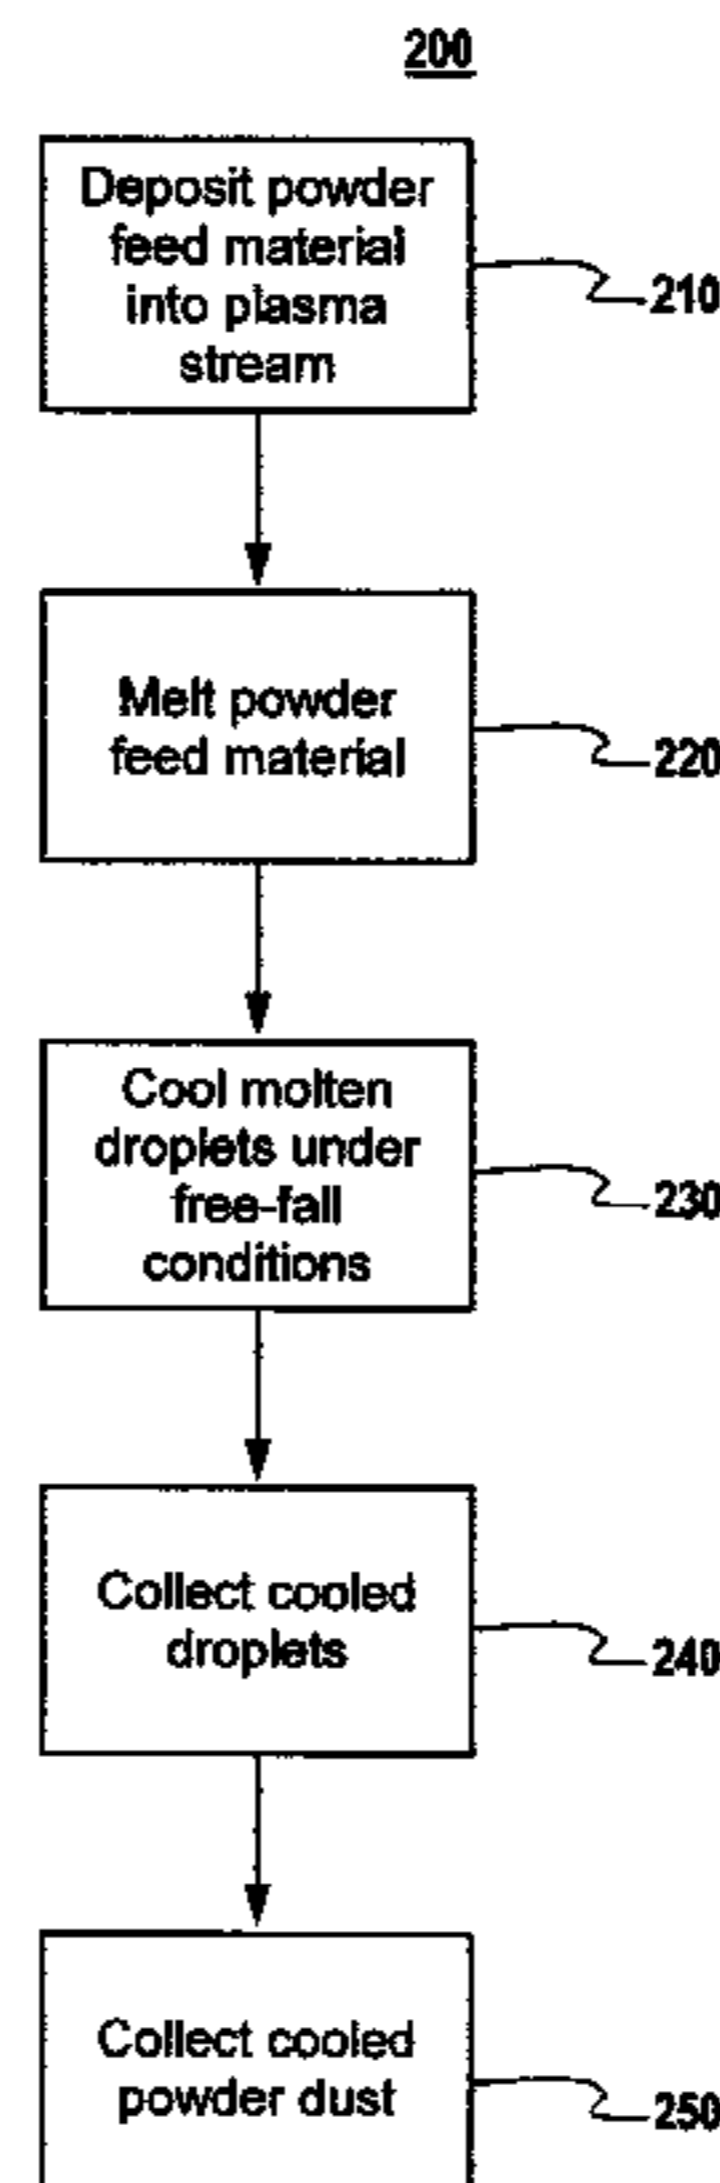 200
Deposit powder
feed material
into plasma
stream
210
Melt powder
feed material
220
Cool molten
droplets under
free-fall
conditions
230
Collect cooled
droplets
240
Collect cooled
powder dust
250